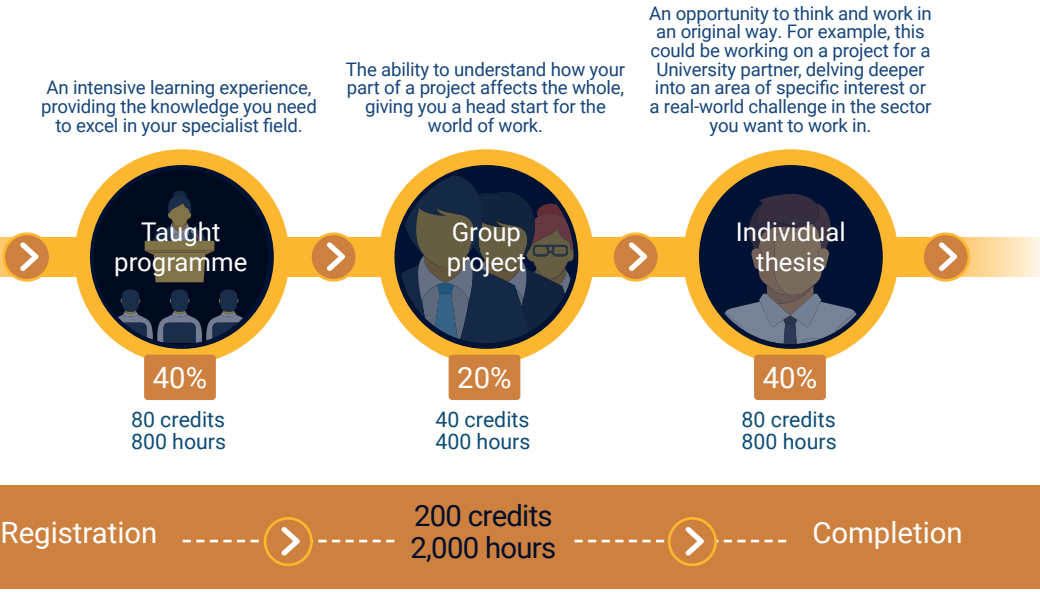 An intensive learning experience,
providing the knowledge you need
to excel in your specialist field.
Taught
programme
40%
80 credits
800 hours
The ability to understand how your
part of a project affects the whole,
giving you a head start for the
world of work.
Group
project
20%
40 credits
400 hours
An opportunity to think and work in
an original way. For example, this
could be working on a project for a
University partner, delving deeper
into an area of specific interest or
a real-world challenge in the sector
you want to work in.
Individual
thesis
40%
80 credits
800 hours
Registration
200 credits
2,000 hours
Completion